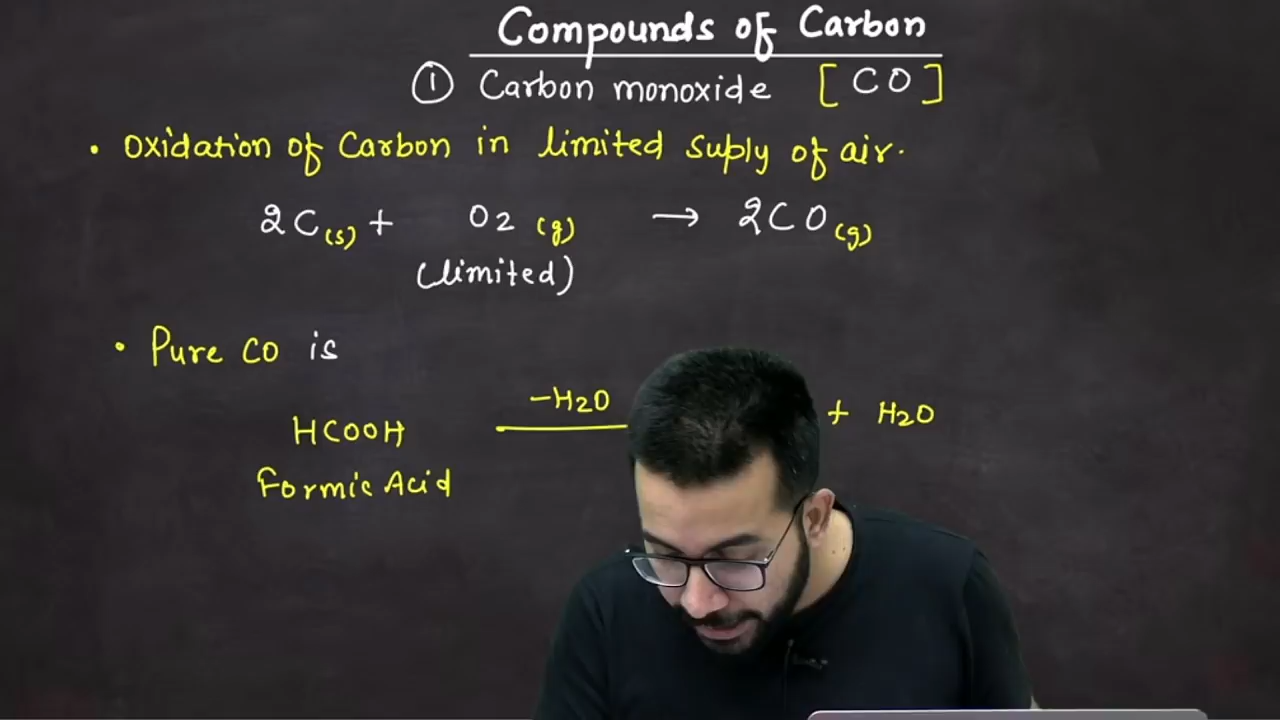 Compounds of Carbon
① Carbon monoxide [CO]
• Oxidation of Carbon in limited suply of air.
2C(s) + O2 (g) → 2CO(g)
(limited)
• Pure CO is
-H2O
HCOOH + H2O
Formic Acid